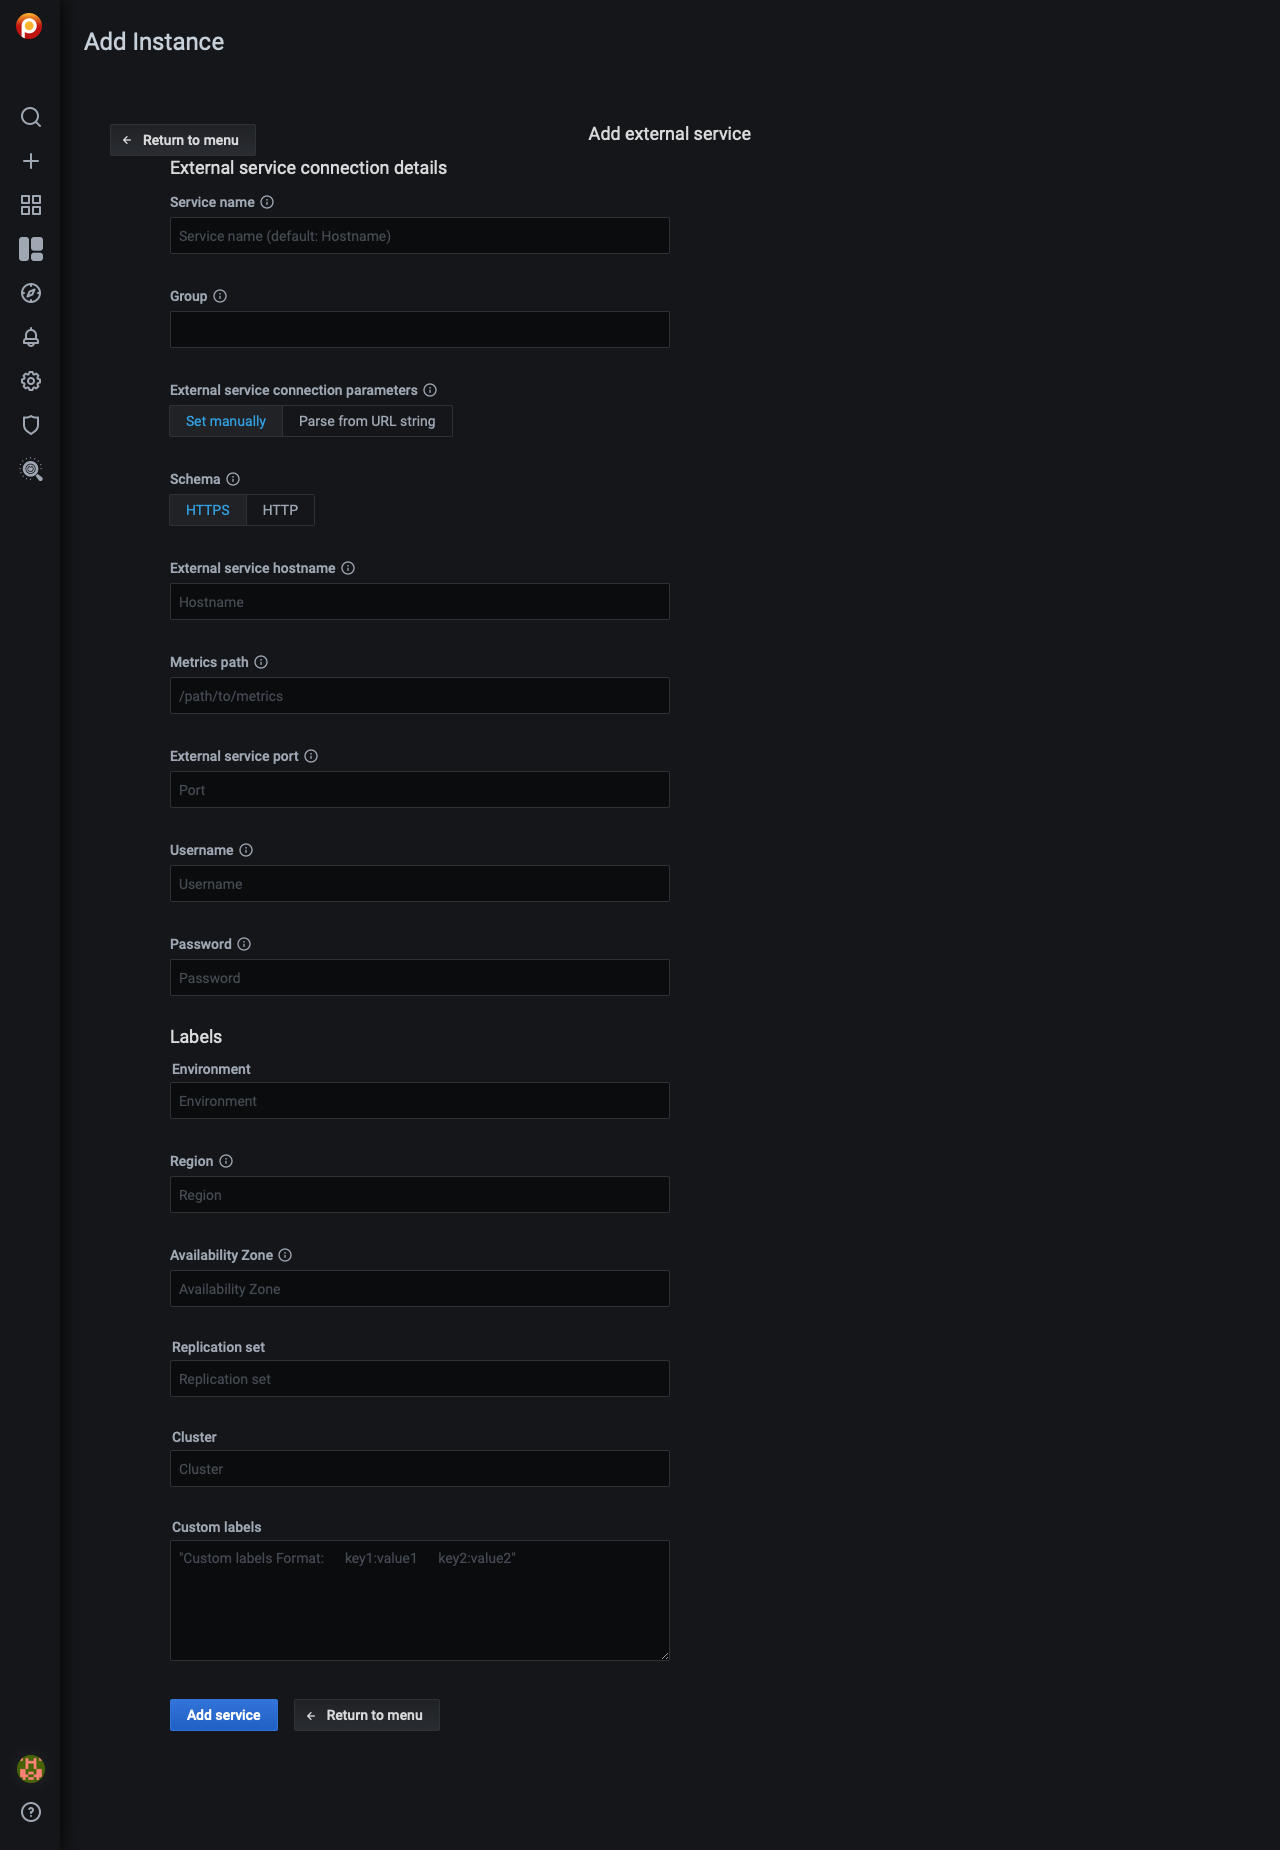 Add Instance
Return to menu
Add external service
External service connection details
Service name
Service name (default: Hostname)
Group
External service connection parameters
Set manually
Parse from URL string
Schema
HTTPS
HTTP
External service hostname
Hostname
Metrics path
/path/to/metrics
External service port
Port
Username
Username
Password
Password
Labels
Environment
Environment
Region
Region
Availability Zone
Availability Zone
Replication set
Replication set
Cluster
Cluster
Custom labels
"Custom labels Format: key1:value1 key2:value2"
Add service
Return to menu